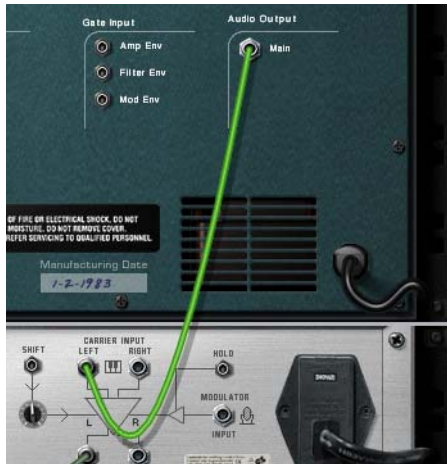 Gate Input
Audio Output
Amp Env
Main
Filter Env
Mod Env
OF FIRE OR ELECTRICAL SHOCK, DO NOT
MOISTURE. DO NOT REMOVE COVER.
REFER SERVICING TO QUALIFIED PERSONNEL.
Manufacturing Date
1-2-1983
SHIFT
CARRIER INPUT
LEFT
RIGHT
HOLD
MODULATOR
L
R
INPUT